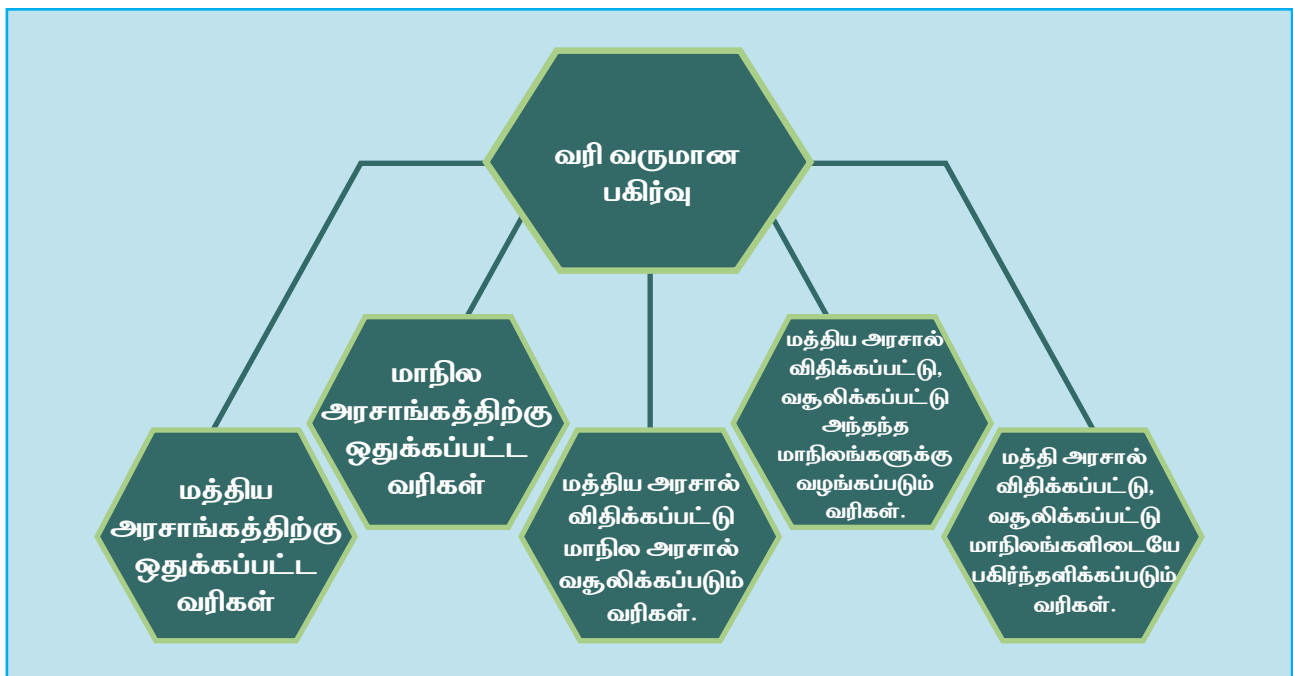 வரி வருமான
பகிர்வு
மத்திய
அரசாங்கத்திற்கு
ஒதுக்கப்பட்ட
வரிகள்
மாநில
அரசாங்கத்திற்கு
ஒதுக்கப்பட்ட
வரிகள்
மத்திய அரசால்
விதிக்கப்பட்டு
மாநில அரசால்
வசூலிக்கப்படும்
வரிகள்.
மத்திய அரசால்
விதிக்கப்பட்டு,
வசூலிக்கப்பட்டு
அந்தந்த
மாநிலங்களுக்கு
வழங்கப்படும்
வரிகள்.
மத்தி அரசால்
விதிக்கப்பட்டு,
வசூலிக்கப்பட்டு
மாநிலங்களிடையே
பகிர்ந்தளிக்கப்படும்
வரிகள்.